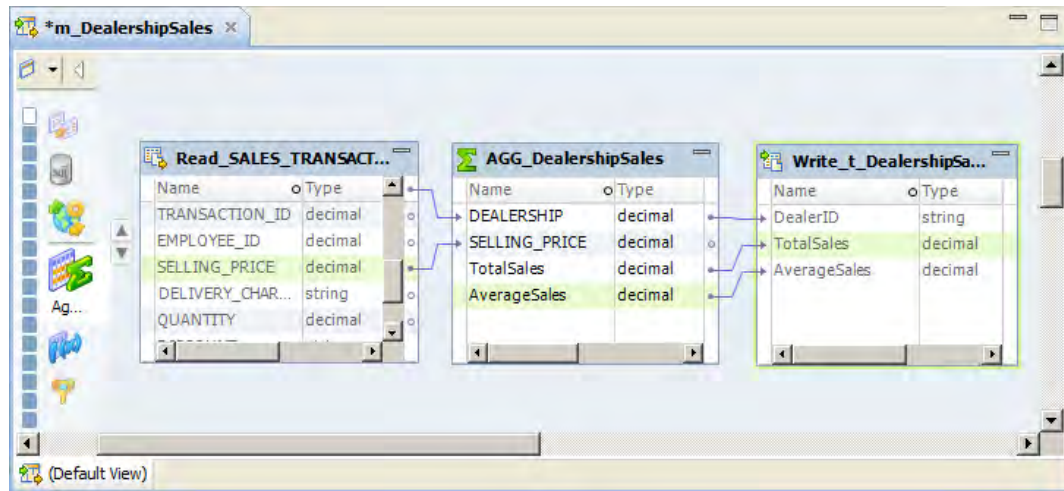 *m_DealershipSales
Read_SALES_TRANSACT...
Name Type
TRANSACTION_ID decimal
EMPLOYEE_ID decimal
SELLING_PRICE decimal
DELIVERY_CHAR... string
QUANTITY decimal
AGG_DealershipSales
Name Type
DEALERSHIP decimal
SELLING_PRICE decimal
TotalSales decimal
AverageSales decimal
Write_t_DealershipSa...
Name Type
DealerID string
TotalSales decimal
AverageSales decimal
Ag...
(Default View)